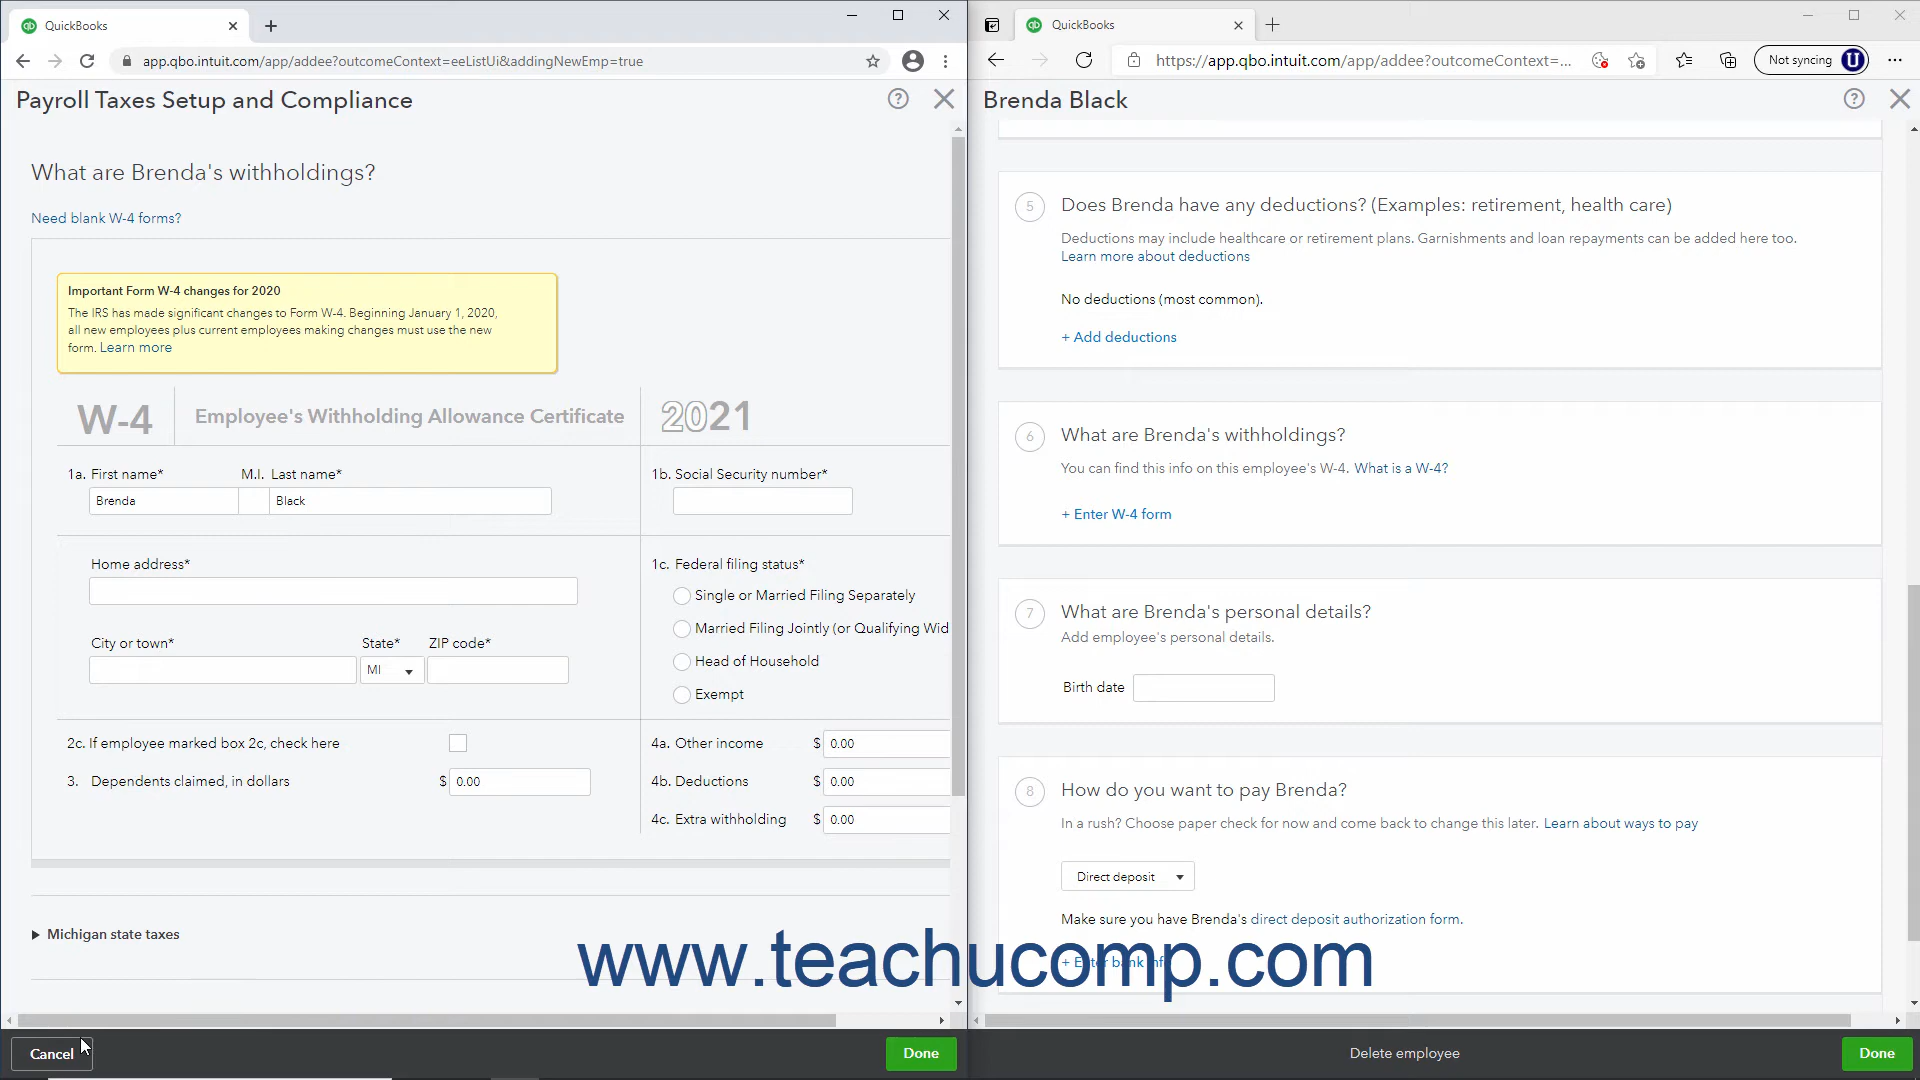 QuickBooks
app.qbo.intuit.com/app/addee?outcomeContext=eeListUi&addingNewEmp=true
Payroll Taxes Setup and Compliance
What are Brenda's withholdings?
Need blank W-4 forms?
Important Form W-4 changes for 2020
The IRS has made significant changes to Form W-4. Beginning January 1, 2020,
all new employees plus current employees making changes must use the new
form. Learn more
W-4
Employee's Withholding Allowance Certificate
2021
1a. First name*
M.I. Last name*
1b. Social Security number*
Brenda
Black
Home address*
1c. Federal filing status*
Single or Married Filing Separately
Married Filing Jointly (or Qualifying Wid
Head of Household
Exempt
City or town*
State*
ZIP code*
MI
2c. If employee marked box 2c, check here
3. Dependents claimed, in dollars
$ 0.00
4a. Other income $ 0.00
4b. Deductions $ 0.00
4c. Extra withholding $ 0.00
Michigan state taxes
Cancel
Done
QuickBooks
https://app.qbo.intuit.com/app/addee?outcomeContext=...
Not syncing
U
Brenda Black
5
Does Brenda have any deductions? (Examples: retirement, health care)
Deductions may include healthcare or retirement plans. Garnishments and loan repayments can be added here too.
Learn more about deductions
No deductions (most common).
+ Add deductions
6
What are Brenda's withholdings?
You can find this info on this employee's W-4. What is a W-4?
+ Enter W-4 form
7
What are Brenda's personal details?
Add employee's personal details.
Birth date
8
How do you want to pay Brenda?
In a rush? Choose paper check for now and come back to change this later. Learn about ways to pay
Direct deposit
Make sure you have Brenda's direct deposit authorization form.
+ Enter bank info
Delete employee
Done
www.teachucomp.com